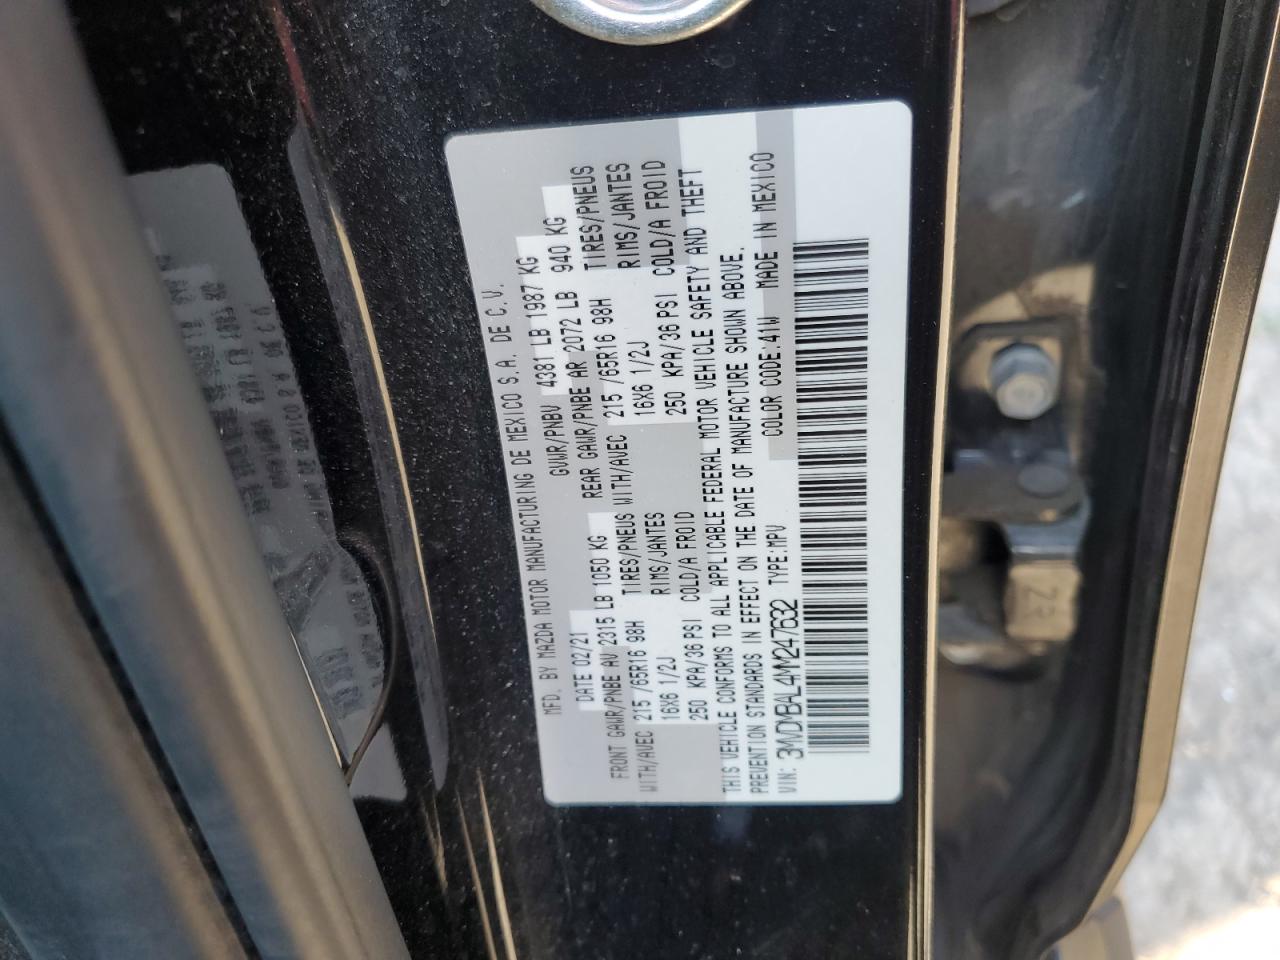 MFD. BY MAZDA MOTOR MANUFACTURING DE MEXICO S.A. DE C.V.
DATE 02/21 GVWR/PNBV 4381 LB 1987 KG
FRONT GAWR/PNBE AV 2315 LB 1050 KG REAR GAWR/PNBE AR 2072 LB 940 KG
WITH/AVEC 215 /65R16 98H TIRES/PNEUS WITH/AVEC 215 /65R16 98H TIRES/PNEUS
16X6 1/2J RIMS/JANTES 16X6 1/2J RIMS/JANTES
250 KPA/36 PSI COLD/A FROID 250 KPA/36 PSI COLD/A FROID
THIS VEHICLE CONFORMS TO ALL APPLICABLE FEDERAL MOTOR VEHICLE SAFETY AND THEFT
PREVENTION STANDARDS IN EFFECT ON THE DATE OF MANUFACTURE SHOWN ABOVE.
VIN: 3MVDMBAL4MM247632 TYPE:MPV COLOR CODE:41W MADE IN MEXICO